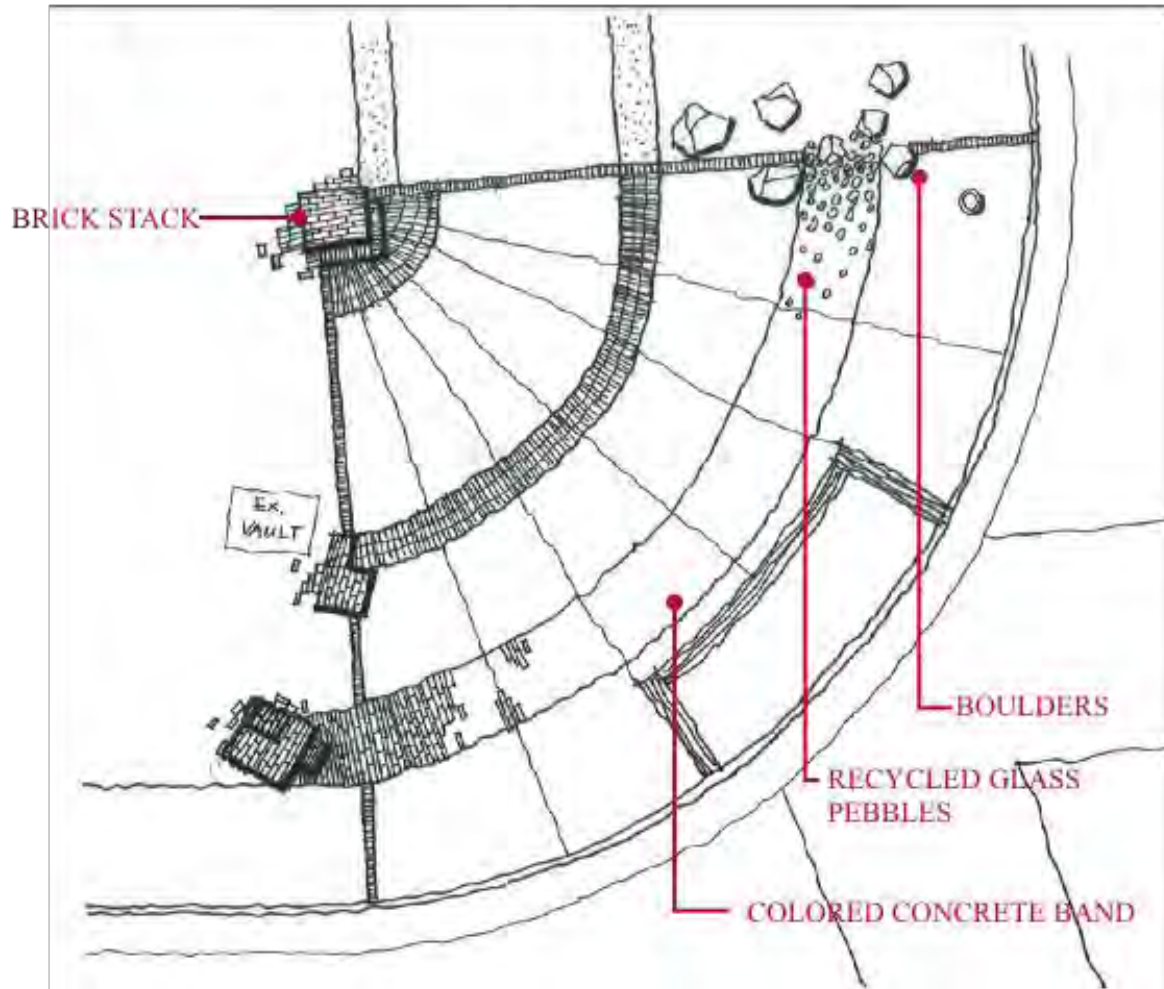 BRICK STACK
Ex.
VAULT
BOULDERS
RECYCLED GLASS
PEBBLES
COLORED CONCRETE BAND